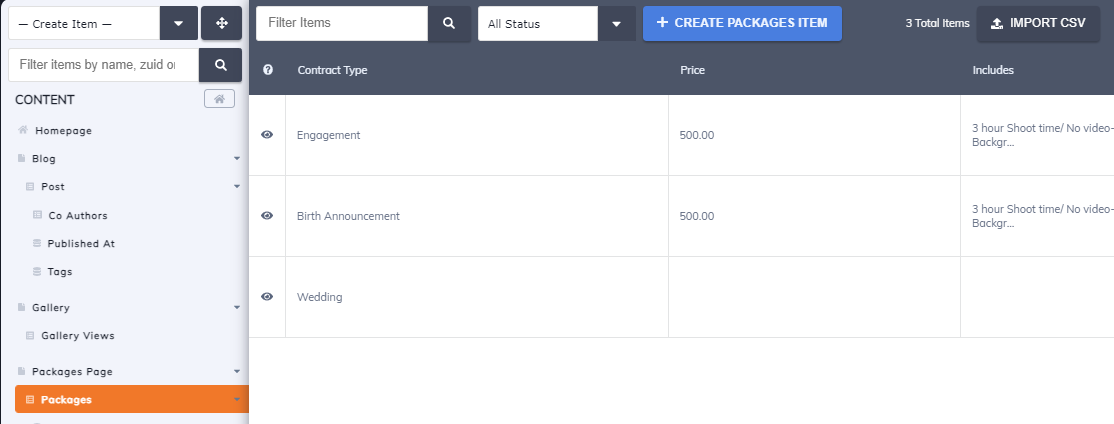 — Create Item —
Filter items by name, zuid or
CONTENT
Homepage
Blog
Post
Co Authors
Published At
Tags
Gallery
Gallery Views
Packages Page
Packages
Filter Items
All Status
+ CREATE PACKAGES ITEM
3 Total Items
IMPORT CSV
Contract Type
Price
Includes
Engagement
500.00
3 hour Shoot time/ No video-
Backgr...
Birth Announcement
500.00
3 hour Shoot time/ No video-
Backgr...
Wedding